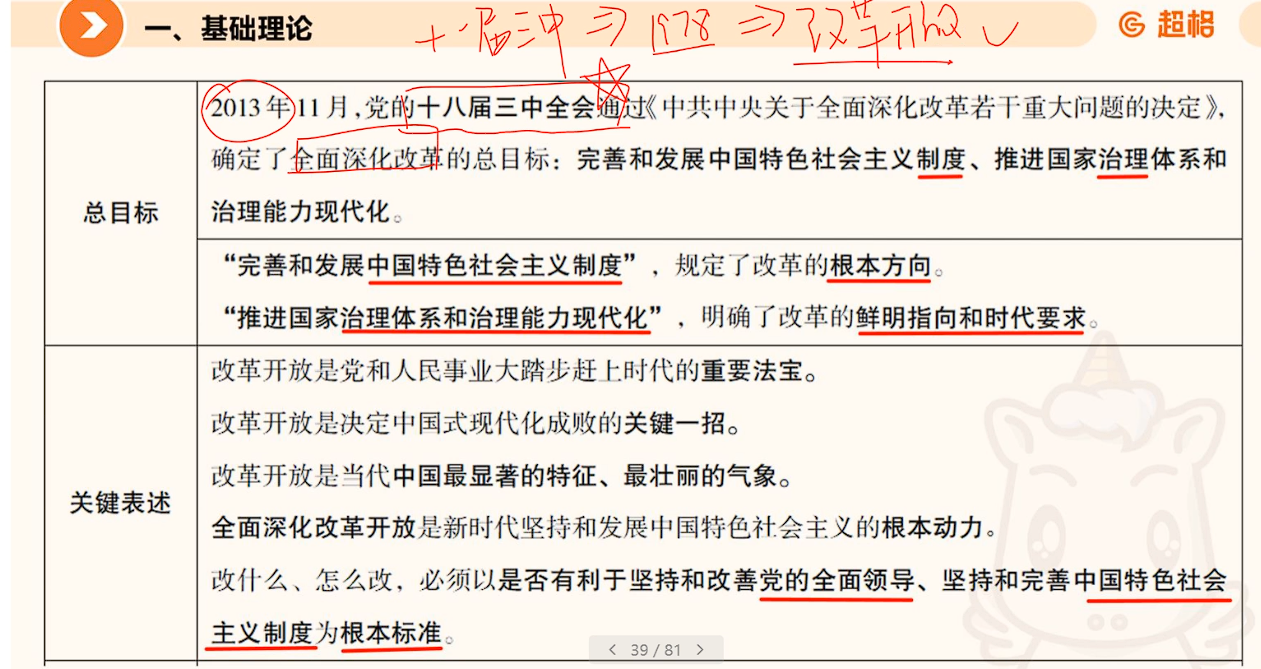 一、基础理论
十一届三中 ⇒ 1978 ⇒ 改革开放
超格
2013年11月,党的十八届三中全会通过《中共中央关于全面深化改革若干重大问题的决定》,
确定了全面深化改革的总目标:完善和发展中国特色社会主义制度、推进国家治理体系和
治理能力现代化。
总目标
“完善和发展中国特色社会主义制度”,规定了改革的根本方向。
“推进国家治理体系和治理能力现代化”,明确了改革的鲜明指向和时代要求。
关键表述
改革开放是党和人民事业大踏步赶上时代的重要法宝。
改革开放是决定中国式现代化成败的关键一招。
改革开放是当代中国最显著的特征、最壮丽的气象。
全面深化改革开放是新时代坚持和发展中国特色社会主义的根本动力。
改什么、怎么改,必须以是否有利于坚持和改善党的全面领导、坚持和完善中国特色社会
主义制度为根本标准。
39 / 81